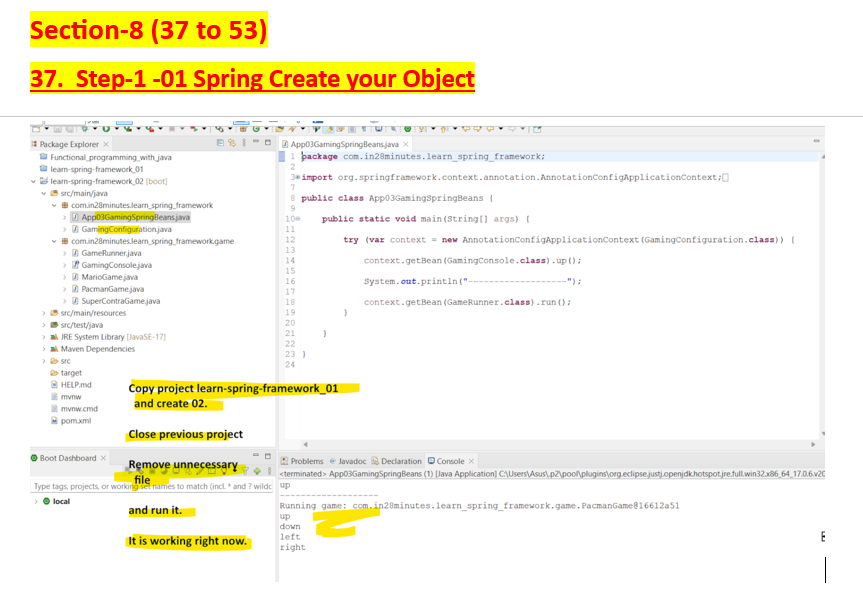 Section-8 (37 to 53)
37. Step-1 -01 Spring Create your Object
Package Explorer
Functional_programming_with_java
learn-spring-framework_01
learn-spring-framework_02 [boot]
src/main/java
com.in28minutes.learn_spring_framework
App03GamingSpringBeans.java
GamingConfiguration.java
com.in28minutes.learn_spring_framework.game
GameRunner.java
GamingConsole.java
MarioGame.java
PacmanGame.java
SuperContraGame.java
src/main/resources
src/test/java
JRE System Library [JavaSE-17]
Maven Dependencies
src
target
HELP.md
mvnw
mvnw.cmd
pom.xml
Copy project learn-spring-framework_01
and create 02.
Close previous project
Remove unnecessary
file
and run it.
It is working right now.
Boot Dashboard
Type tags, projects, or working set names to match (incl. * and ? wildc
local
App03GamingSpringBeans.java
1 package com.in28minutes.learn_spring_framework;
2
3 import org.springframework.context.annotation.AnnotationConfigApplicationContext;
7
8 public class App03GamingSpringBeans {
9
10 public static void main(String[] args) {
11
12 try (var context = new AnnotationConfigApplicationContext(GamingConfiguration.class)) {
13
14 context.getBean(GamingConsole.class).up();
15
16 System.out.println("-------------------");
17
18 context.getBean(GameRunner.class).run();
19 }
20
21 }
22
23 }
24
Problems Javadoc Declaration Console
<terminated> App03GamingSpringBeans (1) [Java Application] C:\Users\Asus\.p2\pool\plugins\org.eclipse.justj.openjdk.hotspot.jre.full.win32.x86_64_17.0.6.v20
up
-------------------
Running game: com.in28minutes.learn_spring_framework.game.PacmanGame@16612a51
up
down
left
right